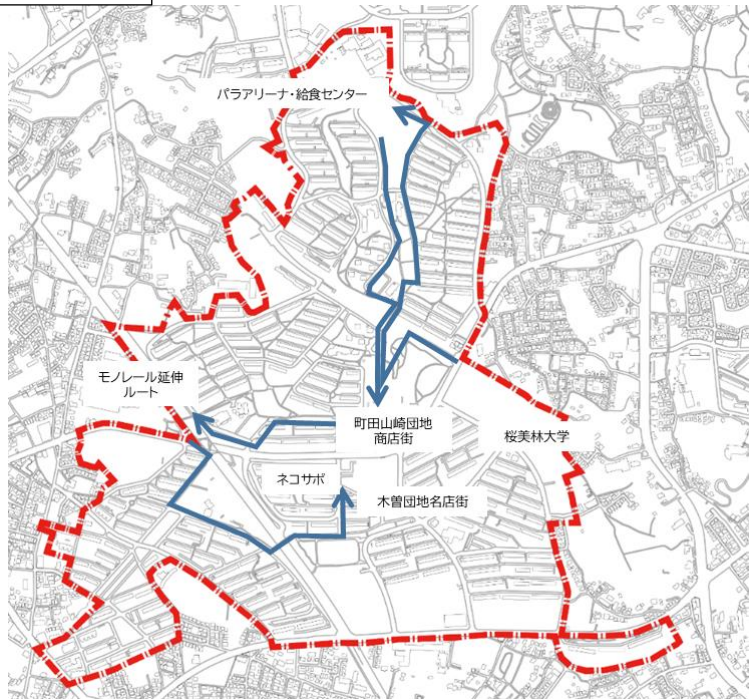 パラアリーナ・給食センター
モノレール延伸
ルート
町田山崎団地
商店街
桜美林大学
ネコサポ
木曽団地名店街